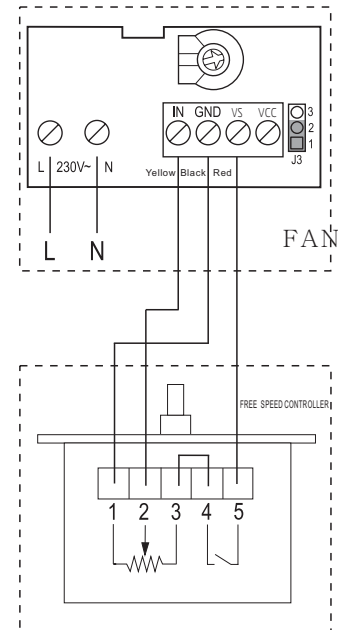 IN GND VS VCC
3
2
1
J3
L 230V~ N
Yellow Black Red
L N
FAN
FREE SPEED CONTROLLER
1 2 3 4 5